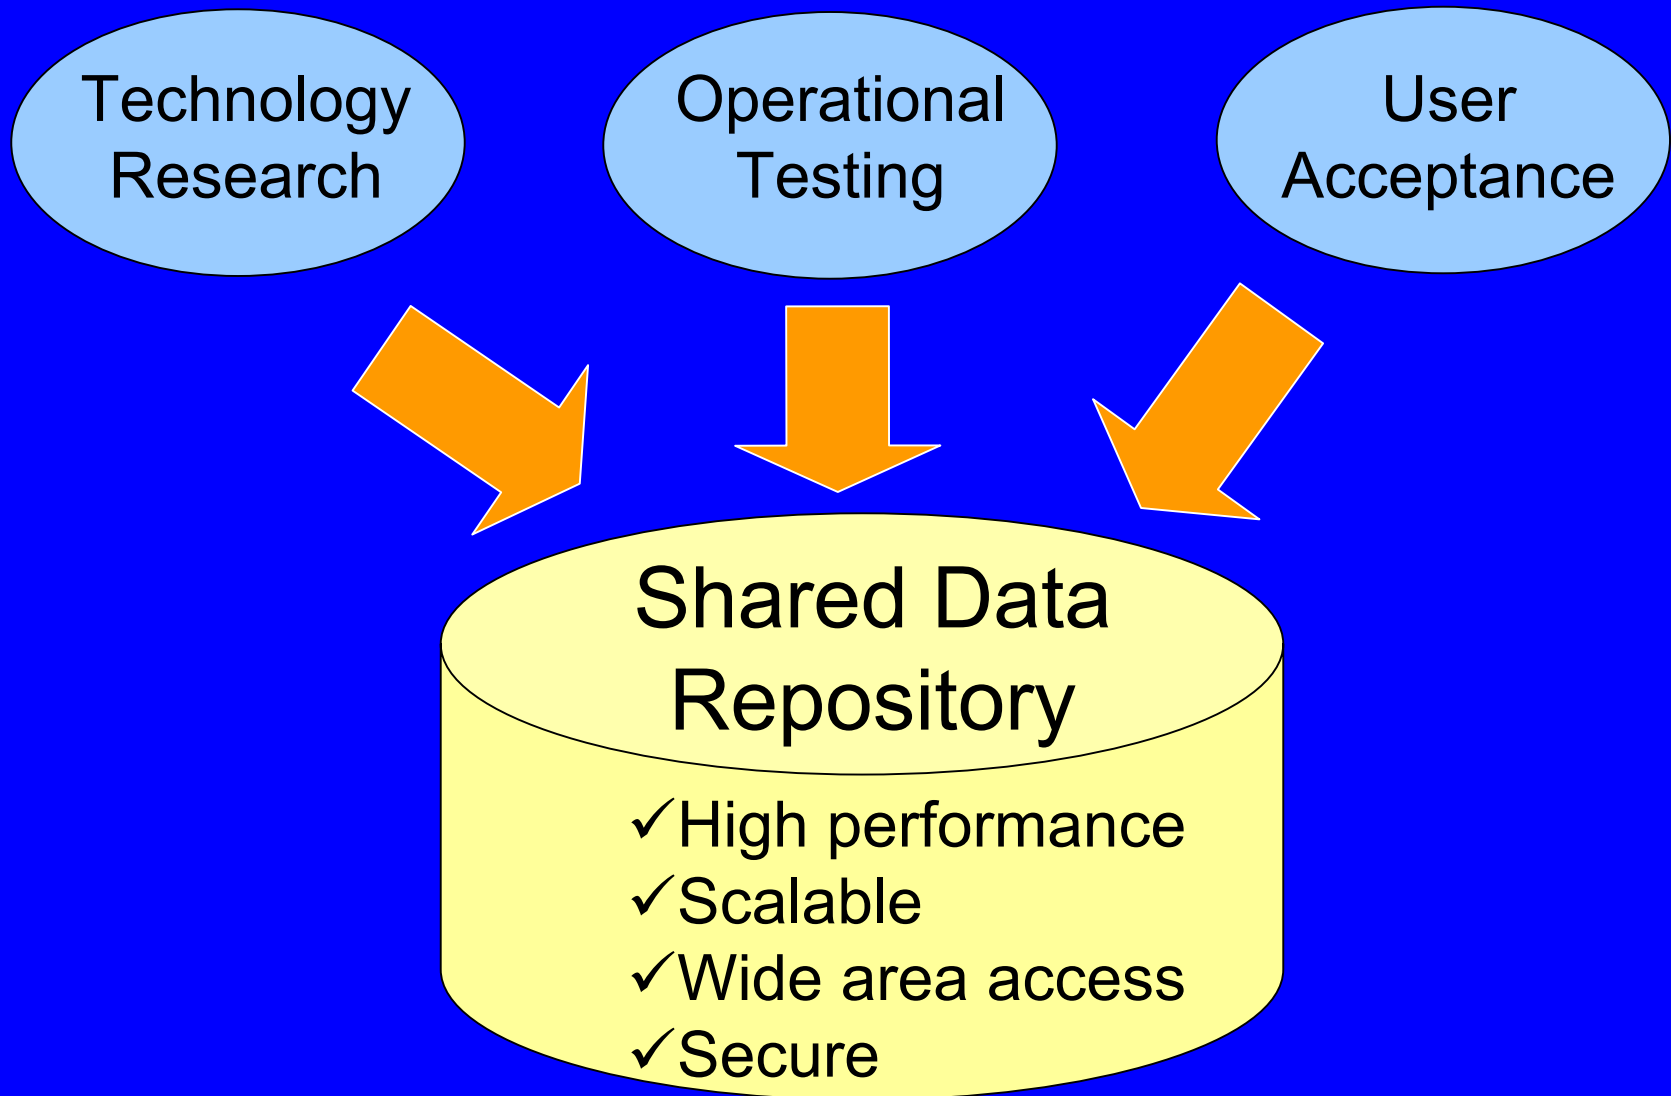 Technology
Research
Operational
Testing
User
Acceptance
Shared Data
Repository
✓High performance
✓Scalable
✓Wide area access
✓Secure